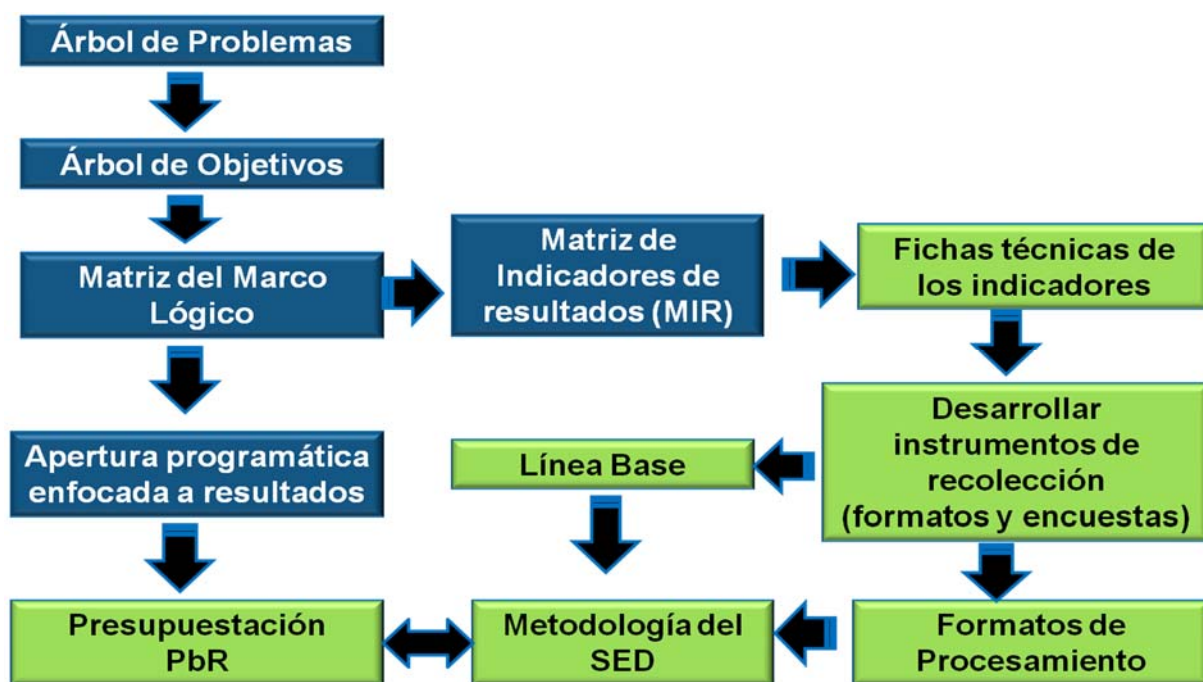 Árbol de Problemas
Árbol de Objetivos
Matriz del Marco
Lógico
Matriz de
Indicadores de
resultados (MIR)
Fichas técnicas de
los indicadores
Apertura programática
enfocada a resultados
Línea Base
Desarrollar
instrumentos de
recolección
(formatos y encuestas)
Presupuestación
PbR
Metodología del
SED
Formatos de
Procesamiento